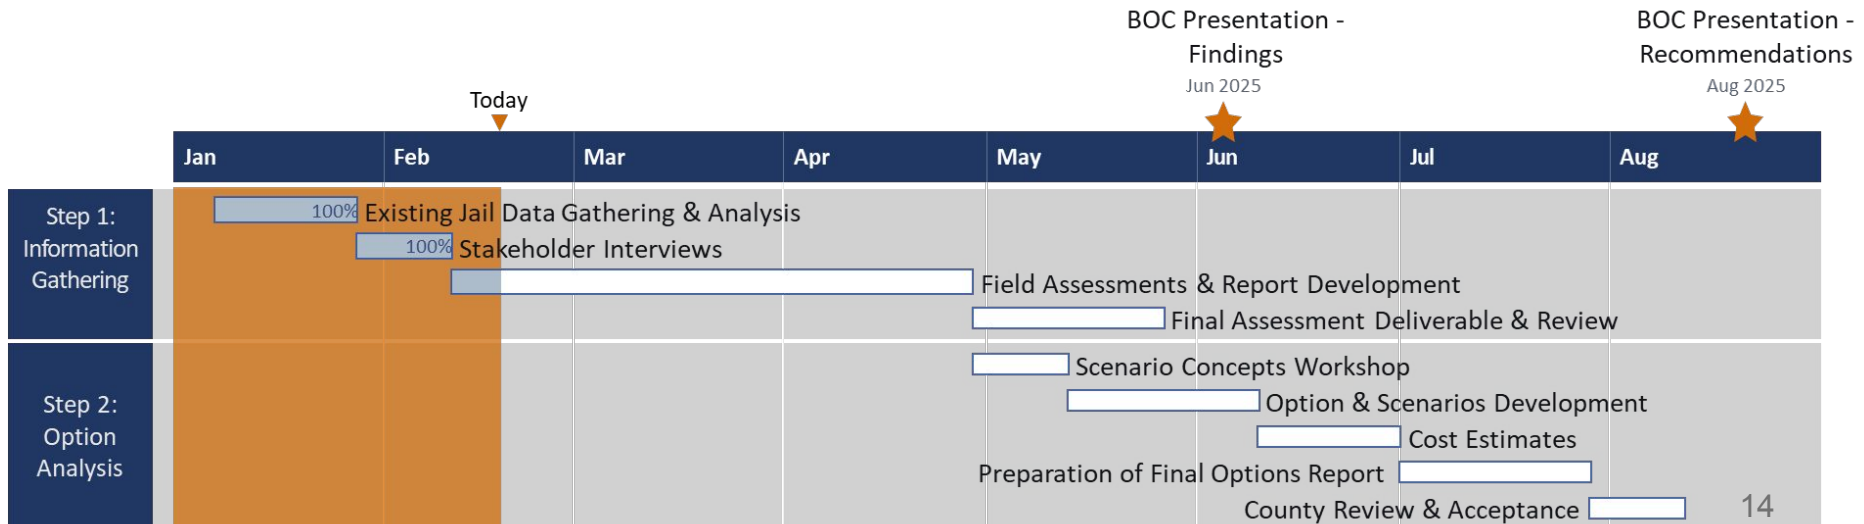 BOC Presentation -
Findings
Jun 2025
BOC Presentation -
Recommendations
Aug 2025
Today
Jan
Feb
Mar
Apr
May
Jun
Jul
Aug
Step 1:
Information
Gathering
100%
Existing Jail Data Gathering & Analysis
100%
Stakeholder Interviews
Field Assessments & Report Development
Final Assessment Deliverable & Review
Step 2:
Option
Analysis
Scenario Concepts Workshop
Option & Scenarios Development
Cost Estimates
Preparation of Final Options Report
County Review & Acceptance
14